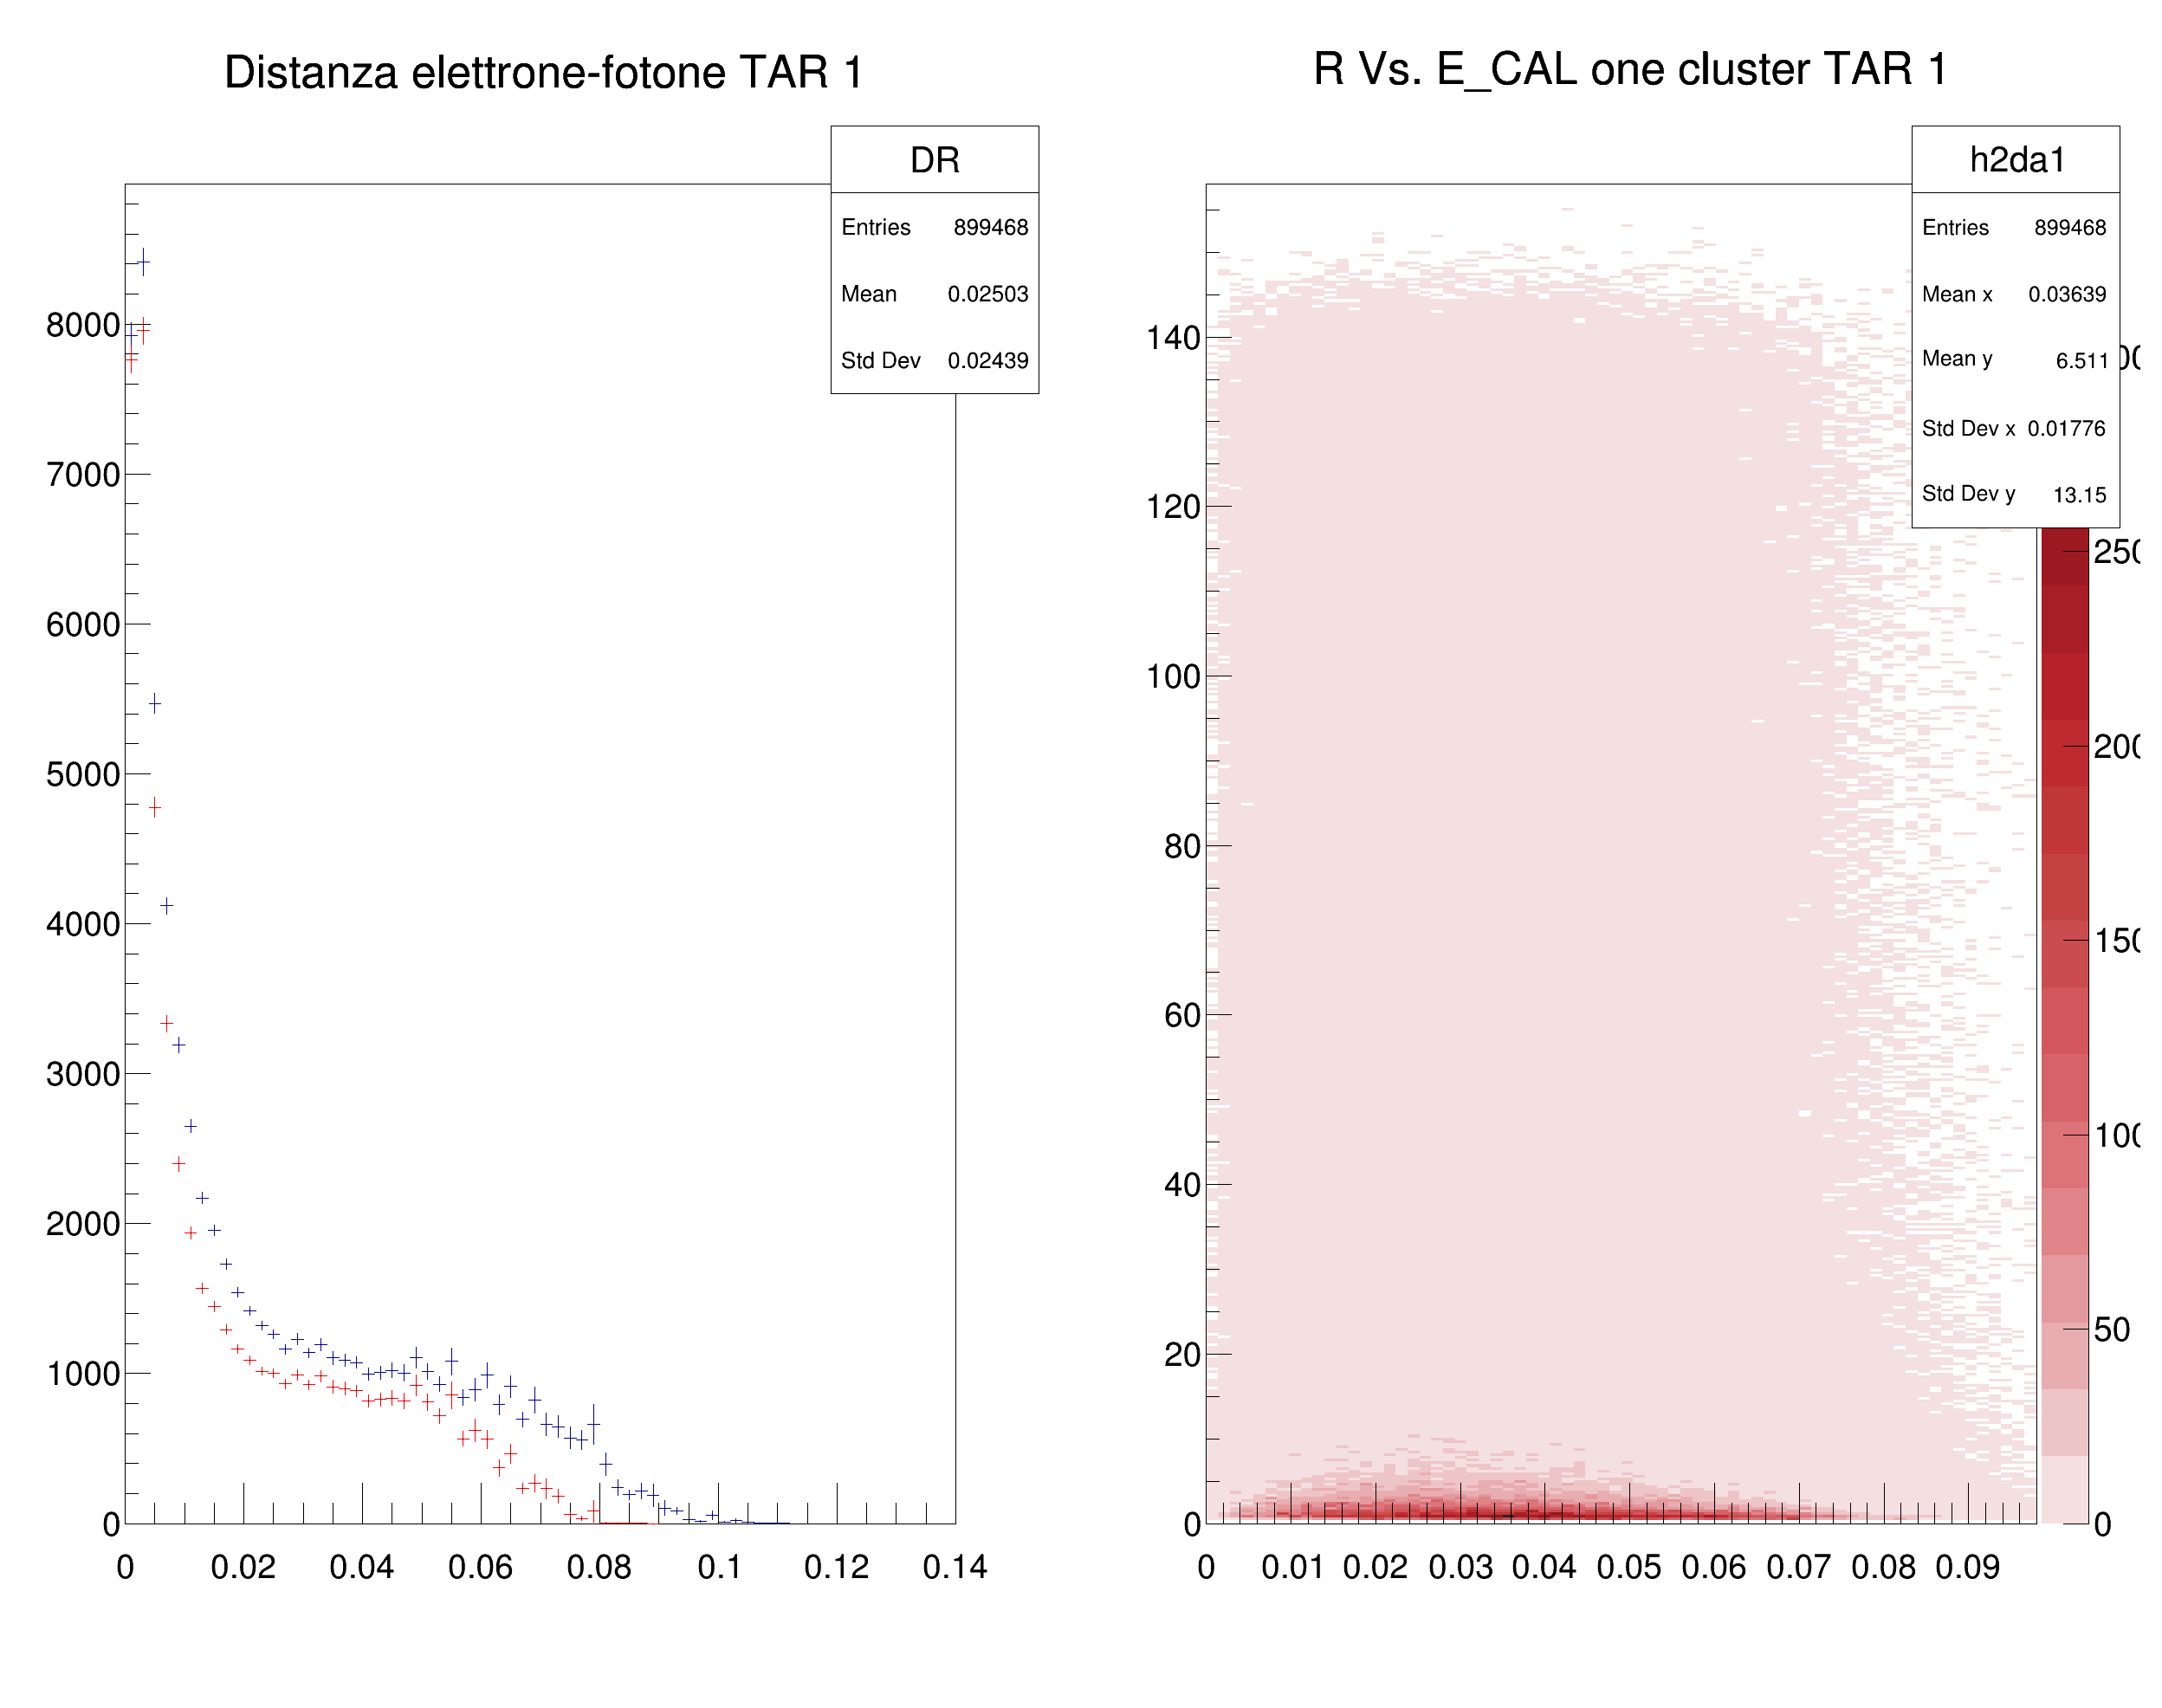 Distanza elettrone-fotone TAR 1
DR
Entries 899468
Mean 0.02503
Std Dev 0.02439
8000
7000
6000
5000
4000
3000
2000
1000
0
0 0.02 0.04 0.06 0.08 0.1 0.12 0.14
R Vs. E_CAL one cluster TAR 1
h2da1
Entries 899468
Mean x 0.03639
Mean y 6.511
Std Dev x 0.01776
Std Dev y 13.15
140
120
100
80
60
40
20
0
0 0.01 0.02 0.03 0.04 0.05 0.06 0.07 0.08 0.09
50
0